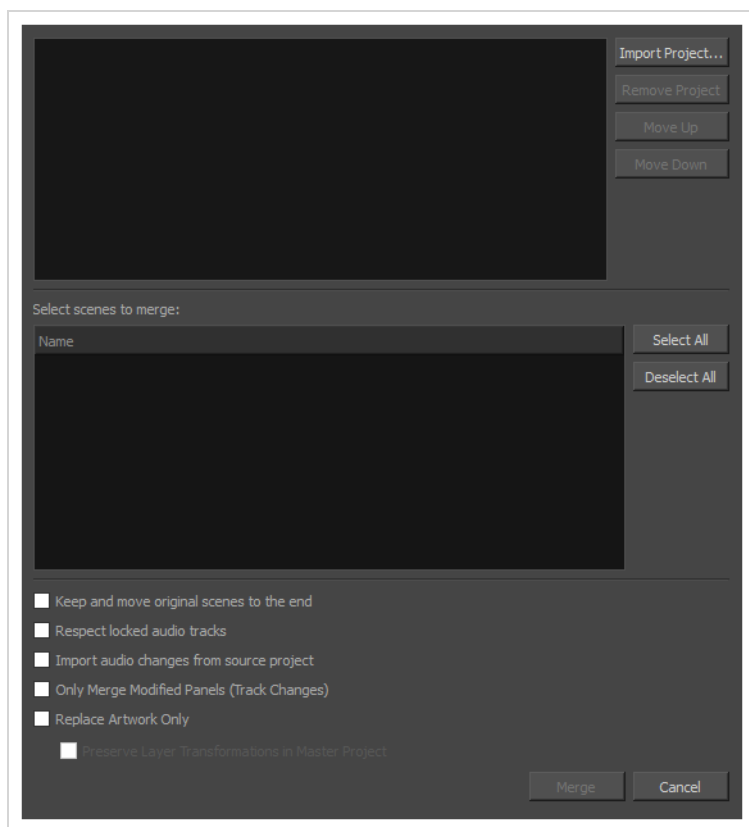 Import Project...
Remove Project
Move Up
Move Down
Select scenes to merge:
Name
Select All
Deselect All
Keep and move original scenes to the end
Respect locked audio tracks
Import audio changes from source project
Only Merge Modified Panels (Track Changes)
Replace Artwork Only
Preserve Layer Transformations in Master Project
Merge
Cancel